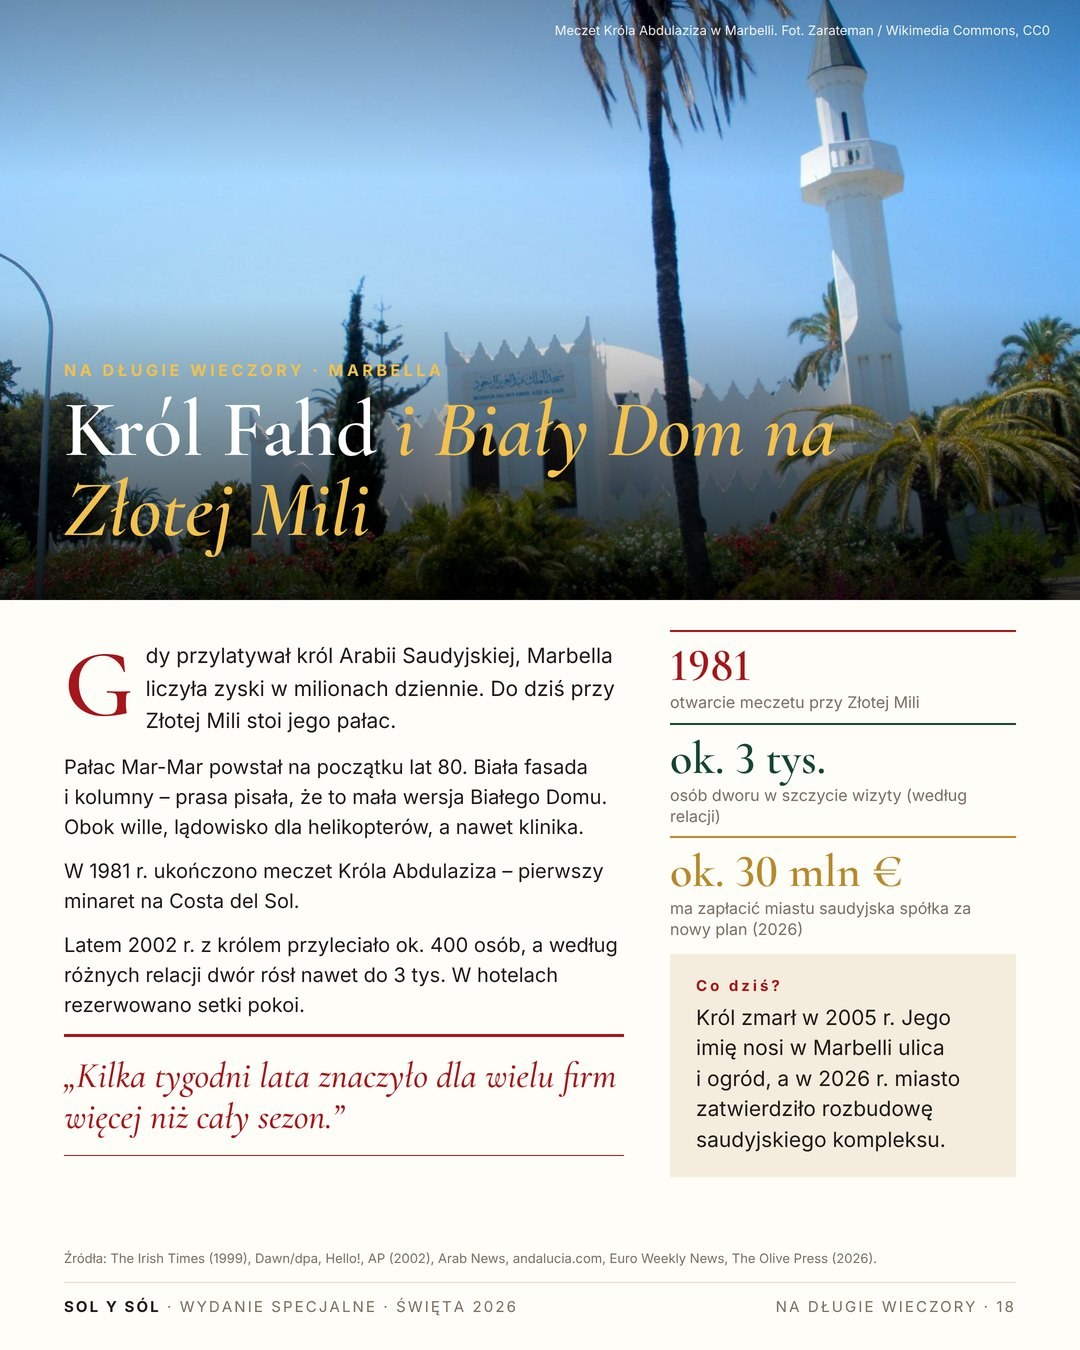 Meczet Króla Abdulaziza w Marbelli. Fot. Zarateman / Wikimedia Commons, CC0
NA DŁUGIE WIECZORY · MARBELLA
Król Fahd i Biały Dom na
Złotej Mili
Gdy przylatywał król Arabii Saudyjskiej, Marbella
liczyła zyski w milionach dziennie. Do dziś przy
Złotej Mili stoi jego pałac.
Pałac Mar-Mar powstał na początku lat 80. Biała fasada
i kolumny – prasa pisała, że to mała wersja Białego Domu.
Obok wille, lądowisko dla helikopterów, a nawet klinika.
W 1981 r. ukończono meczet Króla Abdulaziza – pierwszy
minaret na Costa del Sol.
Latem 2002 r. z królem przyleciało ok. 400 osób, a według
różnych relacji dwór rósł nawet do 3 tys. W hotelach
rezerwowano setki pokoi.
„Kilka tygodni lata znaczyło dla wielu firm
więcej niż cały sezon.”
1981
otwarcie meczetu przy Złotej Mili
ok. 3 tys.
osób dworu w szczycie wizyty (według
relacji)
ok. 30 mln €
ma zapłacić miastu saudyjska spółka za
nowy plan (2026)
Co dziś?
Król zmarł w 2005 r. Jego
imię nosi w Marbelli ulica
i ogród, a w 2026 r. miasto
zatwierdziło rozbudowę
saudyjskiego kompleksu.
Źródła: The Irish Times (1999), Dawn/dpa, Hello!, AP (2002), Arab News, andalucia.com, Euro Weekly News, The Olive Press (2026).
SOL Y SÓL · WYDANIE SPECJALNE · ŚWIĘTA 2026
NA DŁUGIE WIECZORY · 18